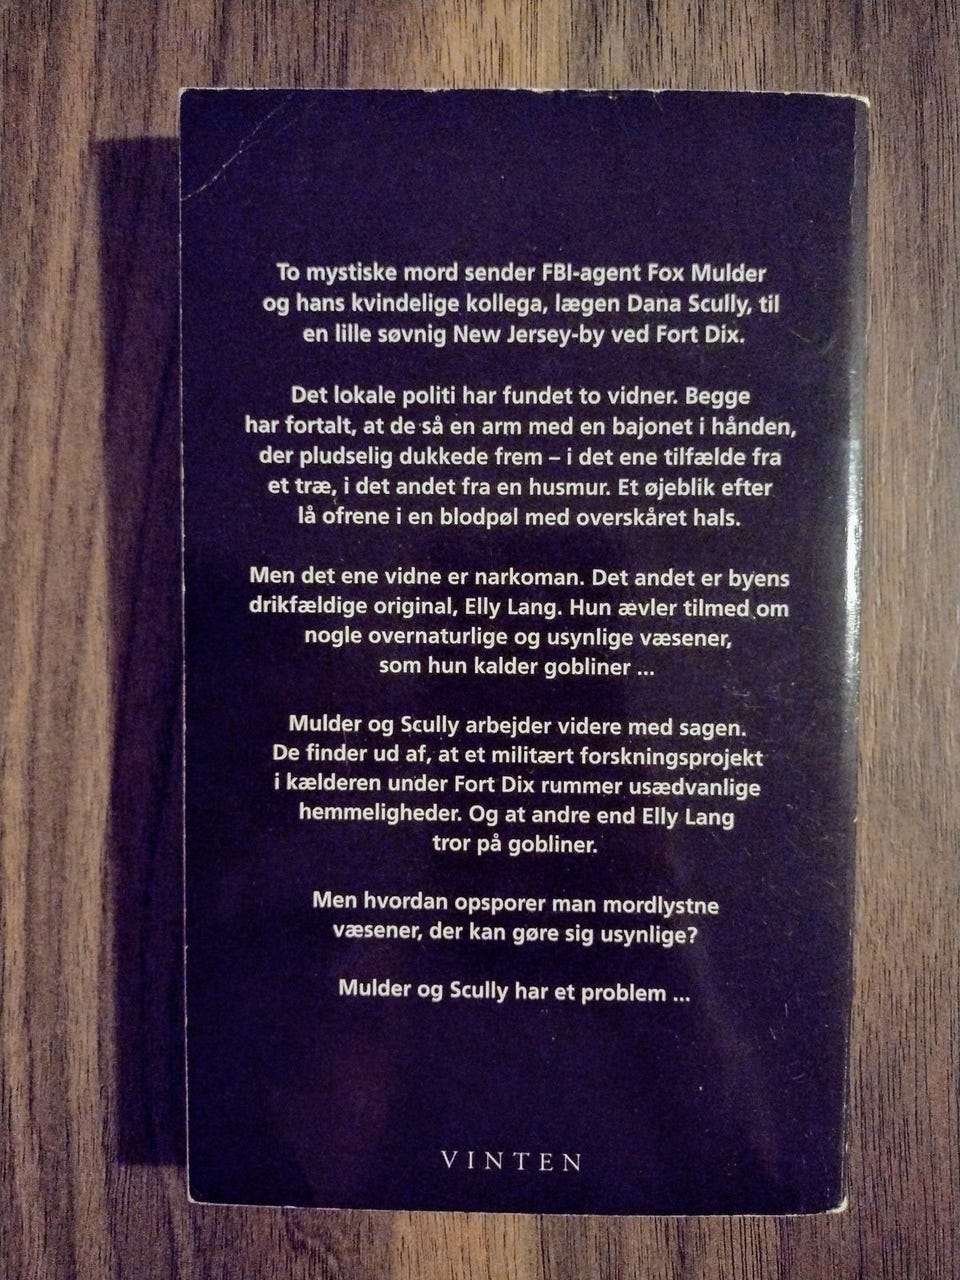 To mystiske mord sender FBI-agent Fox Mulder
og hans kvindelige kollega, lægen Dana Scully, til
en lille søvnig New Jersey-by ved Fort Dix.
Det lokale politi har fundet to vidner. Begge
har fortalt, at de så en arm med en bajonet i hånden,
der pludselig dukkede frem – i det ene tilfælde fra
et træ, i det andet fra en husmur. Et øjeblik efter
lå ofrene i en blodpøl med overskåret hals.
Men det ene vidne er narkoman. Det andet er byens
drikfældige original, Elly Lang. Hun ævler tilmed om
nogle overnaturlige og usynlige væsener,
som hun kalder gobliner ...
Mulder og Scully arbejder videre med sagen.
De finder ud af, at et militært forskningsprojekt
i kælderen under Fort Dix rummer usædvanlige
hemmeligheder. Og at andre end Elly Lang
tror på gobliner.
Men hvordan opsporer man mordlystne
væsener, der kan gøre sig usynlige?
Mulder og Scully har et problem ...
VINTEN